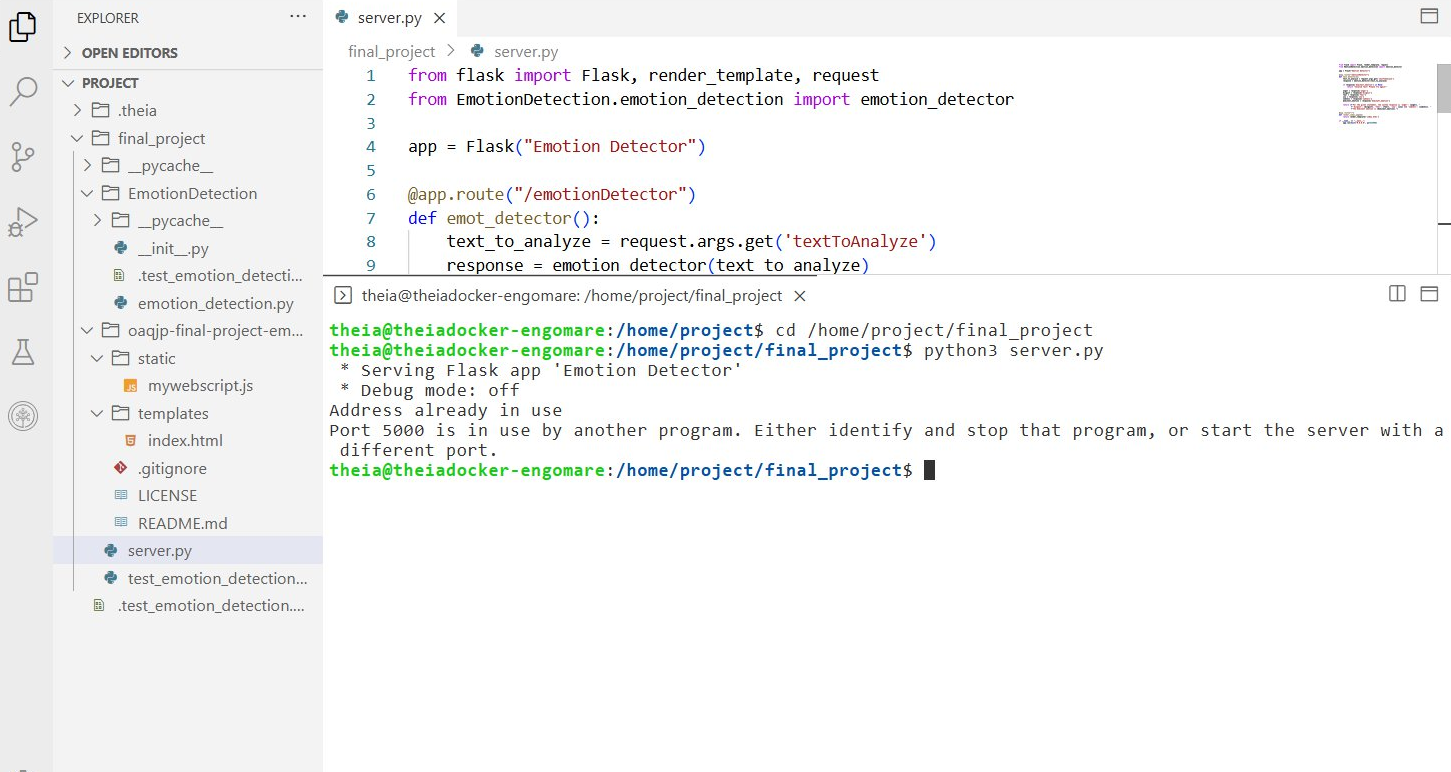 EXPLORER
···
OPEN EDITORS
PROJECT
.theia
final_project
__pycache__
EmotionDetection
__pycache__
__init__.py
.test_emotion_detecti...
emotion_detection.py
oaqjp-final-project-em...
static
JS mywebscript.js
templates
index.html
.gitignore
LICENSE
README.md
server.py
test_emotion_detection...
.test_emotion_detection....
server.py
final_project > server.py
1 from flask import Flask, render_template, request
2 from EmotionDetection.emotion_detection import emotion_detector
3
4 app = Flask("Emotion Detector")
5
6 @app.route("/emotionDetector")
7 def emot_detector():
8 text_to_analyze = request.args.get('textToAnalyze')
9 response = emotion_detector(text_to_analyze)
theia@theiadocker-engomare: /home/project/final_project
theia@theiadocker-engomare:/home/project$ cd /home/project/final_project
theia@theiadocker-engomare:/home/project/final_project$ python3 server.py
* Serving Flask app 'Emotion Detector'
* Debug mode: off
Address already in use
Port 5000 is in use by another program. Either identify and stop that program, or start the server with a
different port.
theia@theiadocker-engomare:/home/project/final_project$